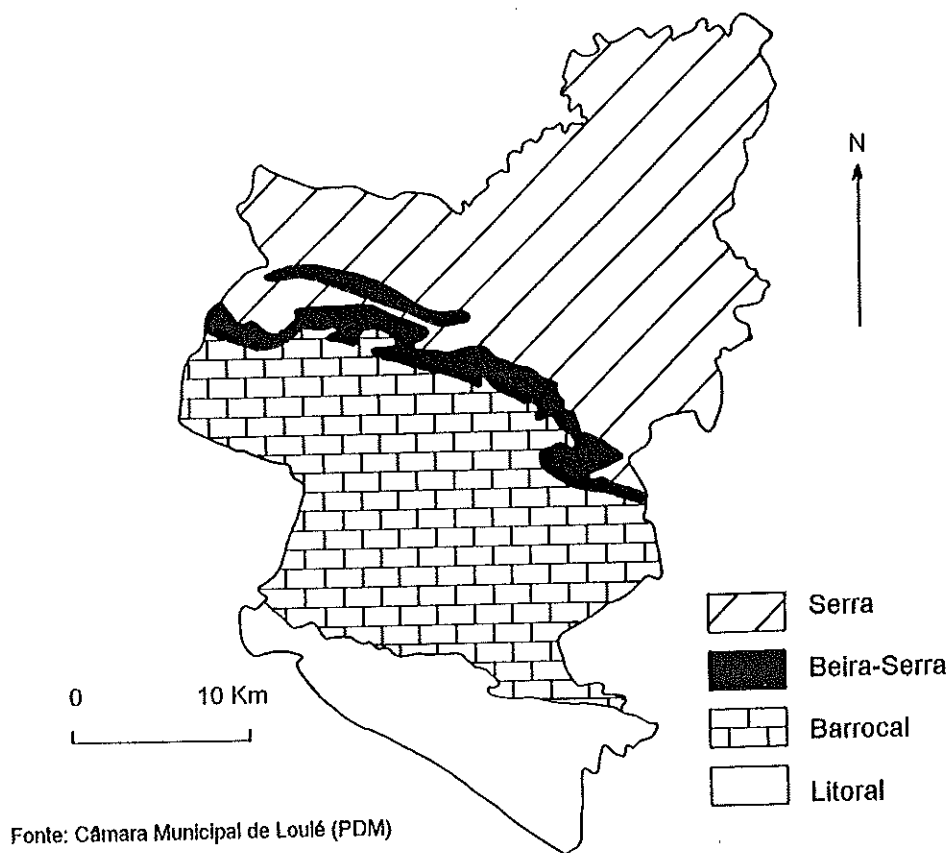 N
Serra
Beira-Serra
Barrocal
Litoral
0 10 Km
Fonte: Câmara Municipal de Loulé (PDM)